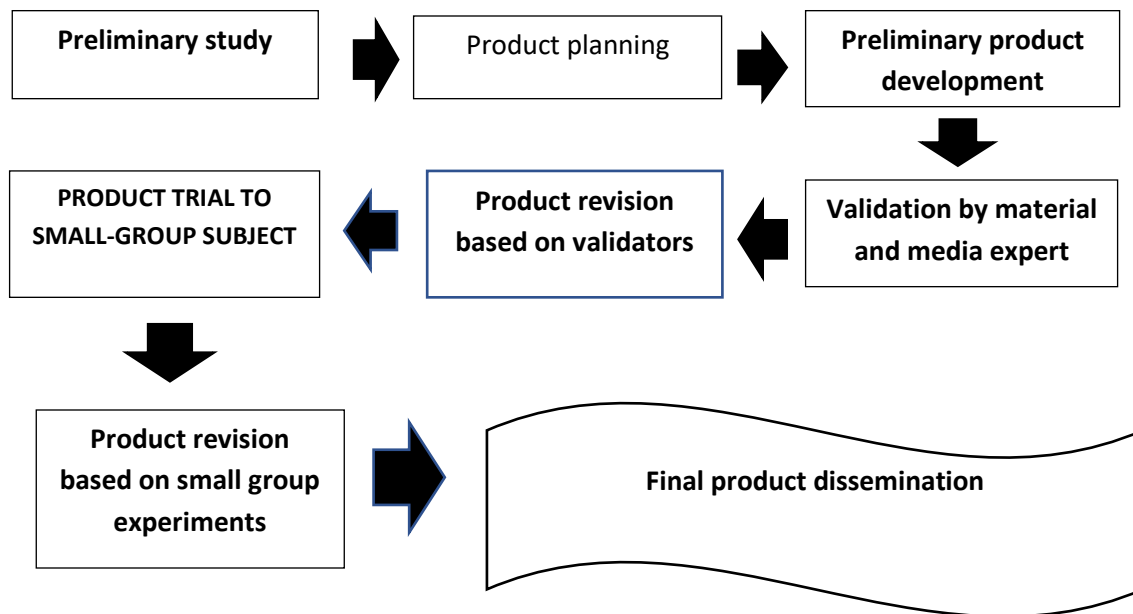 Preliminary study
Product planning
Preliminary product
development
Validation by material
and media expert
Product revision
based on validators
PRODUCT TRIAL TO
SMALL-GROUP SUBJECT
Product revision
based on small group
experiments
Final product dissemination